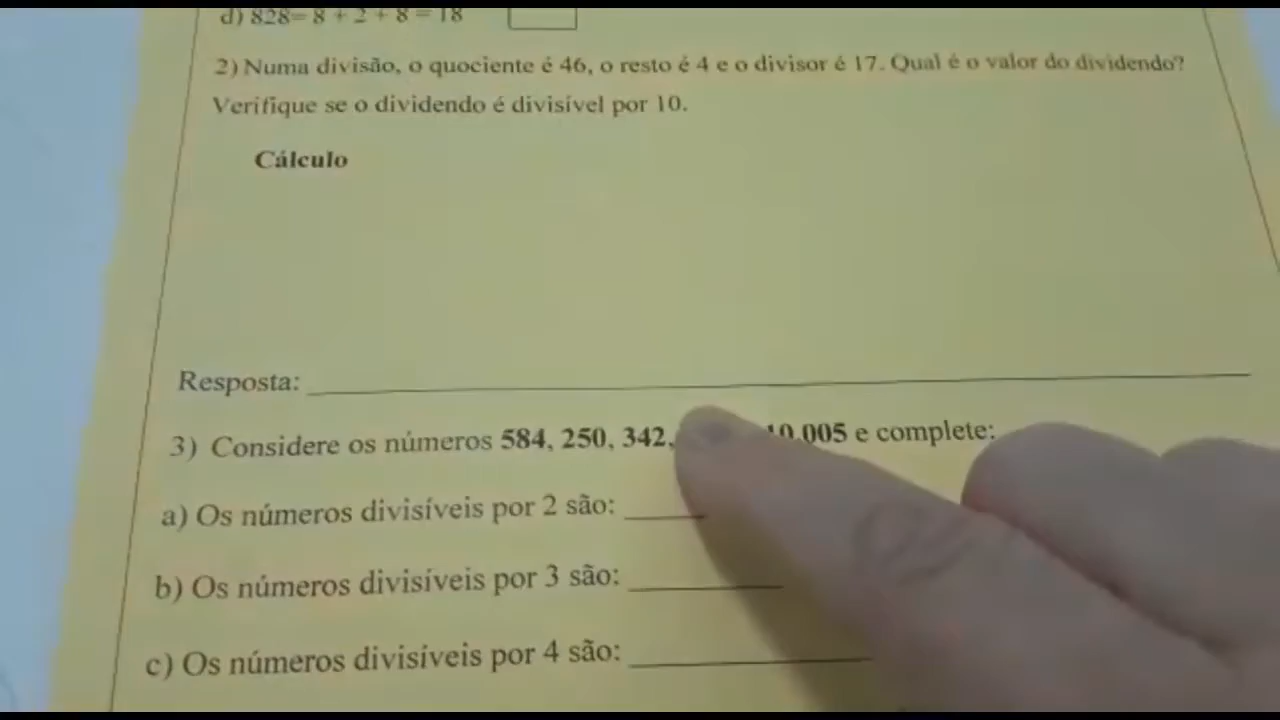 d) 828= 8 + 2 + 8 = 18
2) Numa divisão, o quociente é 46, o resto é 4 e o divisor é 17. Qual é o valor do dividendo?
Verifique se o dividendo é divisível por 10.
Cálculo
Resposta:
3) Considere os números 584, 250, 342, 10.005 e complete:
a) Os números divisíveis por 2 são:
b) Os números divisíveis por 3 são:
c) Os números divisíveis por 4 são: